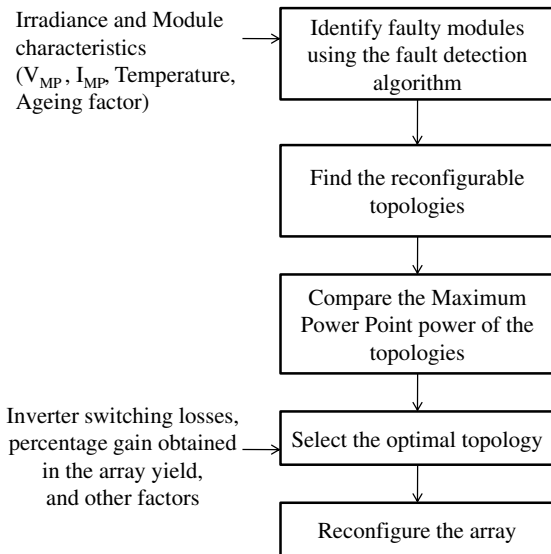 Irradiance and Module
characteristics
(V_MP, I_MP, Temperature,
Ageing factor)
Identify faulty modules
using the fault detection
algorithm
Find the reconfigurable
topologies
Compare the Maximum
Power Point power of the
topologies
Inverter switching losses,
percentage gain obtained
in the array yield,
and other factors
Select the optimal topology
Reconfigure the array